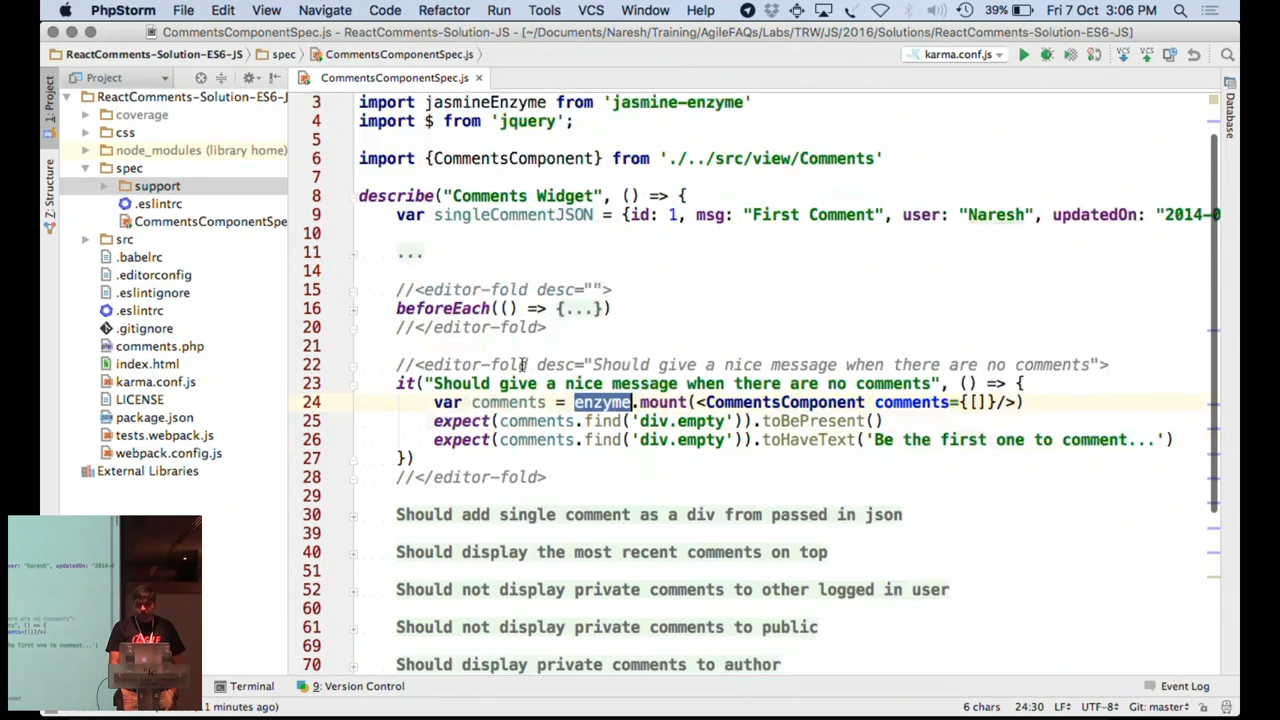 PhpStorm File Edit View Navigate Code Refactor Run Tools VCS Window Help 39% Fri 7 Oct 3:06 PM
CommentsComponentSpec.js - ReactComments-Solution-JS - [~/Documents/Naresh/Training/AgileFAQs/Labs/TRW/JS/2016/Solutions/ReactComments-Solution-ES6-JS]
ReactComments-Solution-ES6-JS spec CommentsComponentSpec.js karma.conf.js VCS VCS
Project CommentsComponentSpec.js
1: Project
Z: Structure
Database
ReactComments-Solution-ES6-J
coverage
css
node_modules (library home)
spec
support
.eslintrc
CommentsComponentSpe
src
.babelrc
.editorconfig
.eslintignore
.eslintrc
.gitignore
comments.php
index.html
karma.conf.js
LICENSE
package.json
tests.webpack.js
webpack.config.js
External Libraries
3 import jasmineEnzyme from 'jasmine-enzyme'
4 import $ from 'jquery';
5
6 import {CommentsComponent} from './../src/view/Comments'
7
8 describe("Comments Widget", () => {
9 var singleCommentJSON = {id: 1, msg: "First Comment", user: "Naresh", updatedOn: "2014-0
10
11 ...
14
15 //<editor-fold desc="">
16 beforeEach(() => {...})
20 //</editor-fold>
21
22 //<editor-fold desc="Should give a nice message when there are no comments">
23 it("Should give a nice message when there are no comments", () => {
24 var comments = enzyme.mount(<CommentsComponent comments={[]}/>)
25 expect(comments.find('div.empty')).toBePresent()
26 expect(comments.find('div.empty')).toHaveText('Be the first one to comment...')
27 })
28 //</editor-fold>
29
30 Should add single comment as a div from passed in json
39
40 Should display the most recent comments on top
51
52 Should not display private comments to other logged in user
60
61 Should not display private comments to public
69
70 Should display private comments to author
Terminal 9: Version Control Event Log
1 minutes ago) 6 chars 24:30 LF÷ UTF-8÷ Git: master÷